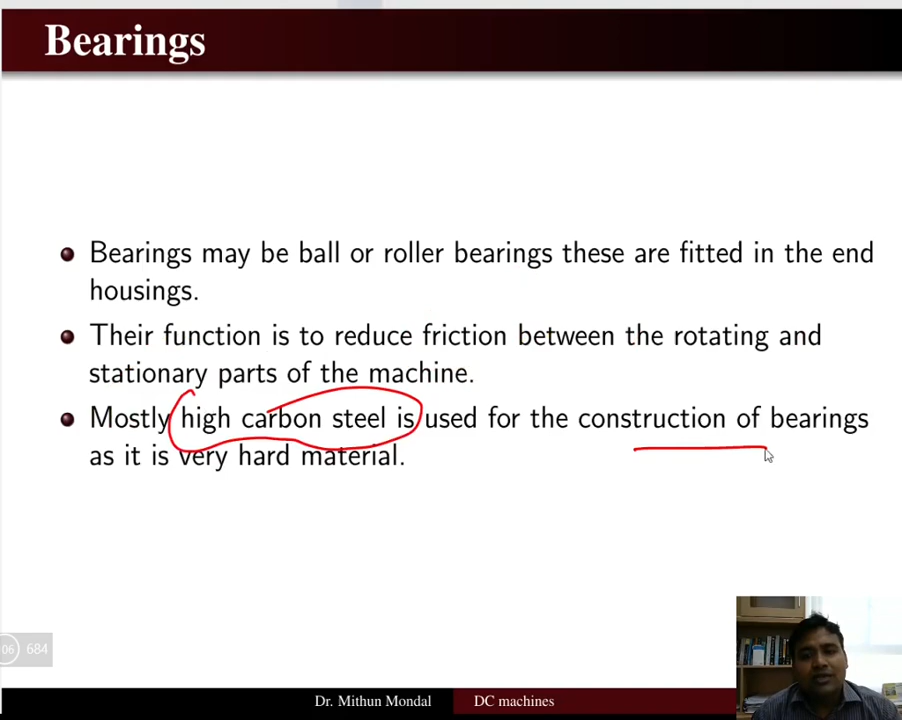 Bearings
Bearings may be ball or roller bearings these are fitted in the end
housings.
Their function is to reduce friction between the rotating and
stationary parts of the machine.
Mostly high carbon steel is used for the construction of bearings
as it is very hard material.
06 684
Dr. Mithun Mondal DC machines